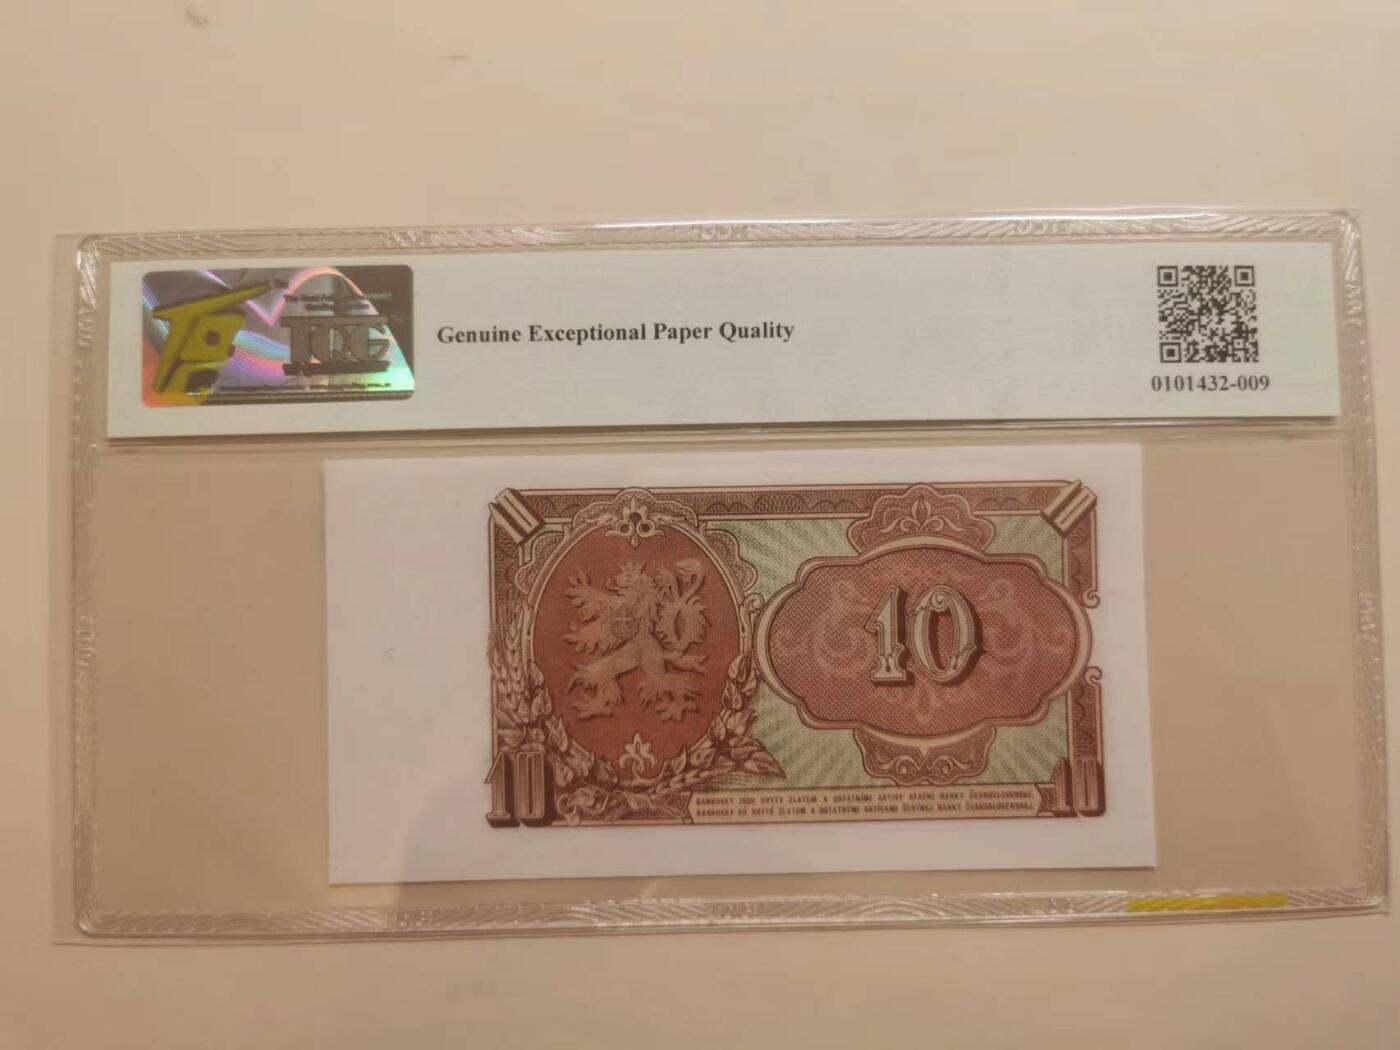 TQG
Genuine Exceptional Paper Quality
0101432-009
10
10
10
BANKOVKY JSOU KRYTY ZLATEM A OSTATNÍMI AKTIVY STÁTNÍ BANKY ČESKOSLOVENSKÉ.
BANKOVKY SÚ KRYTÉ ZLATOM A OSTATNÝMI AKTÍVAMI ŠTÁTNEJ BANKY ČESKOSLOVENSKEJ.